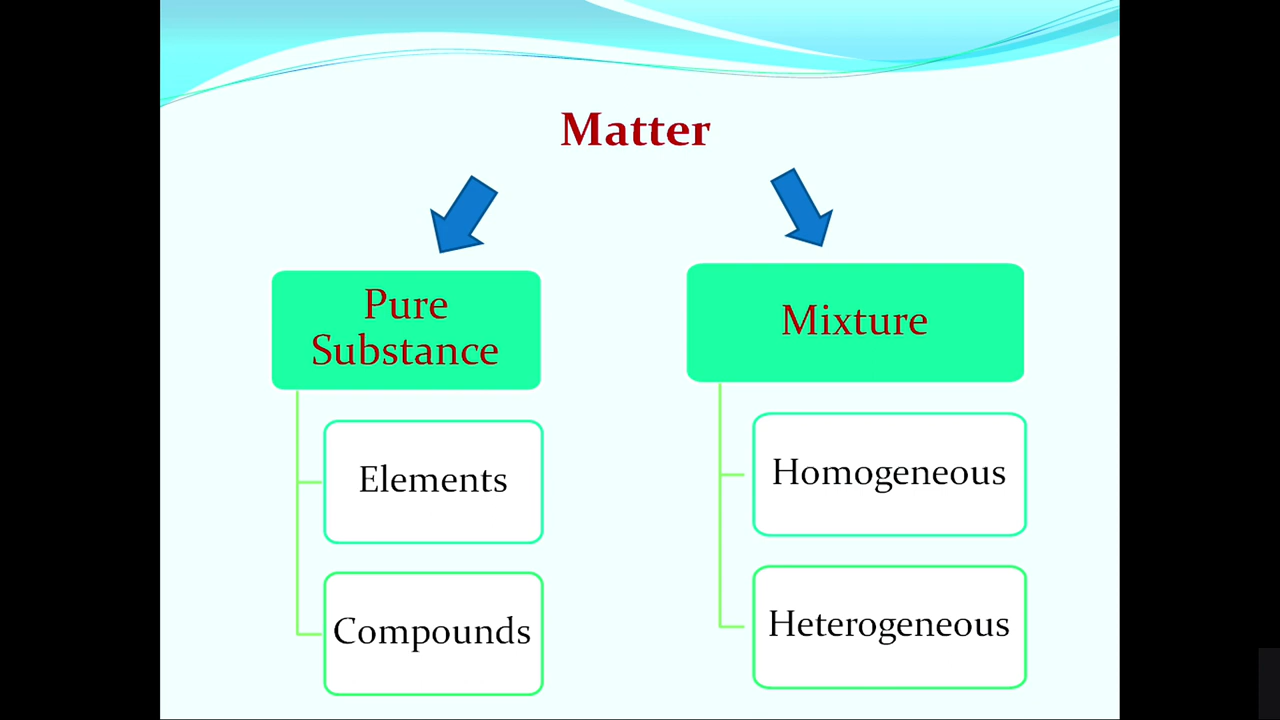 Matter
Pure
Substance
Mixture
Elements
Homogeneous
Compounds
Heterogeneous